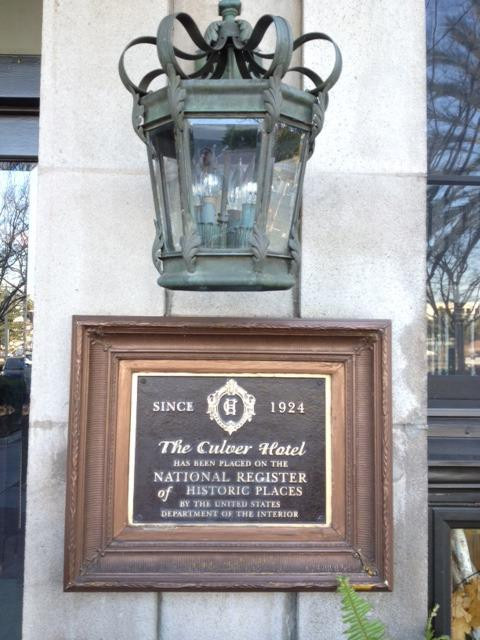 SINCE CH 1924
The Culver Hotel
HAS BEEN PLACED ON THE
NATIONAL REGISTER
of HISTORIC PLACES
BY THE UNITED STATES
DEPARTMENT OF THE INTERIOR